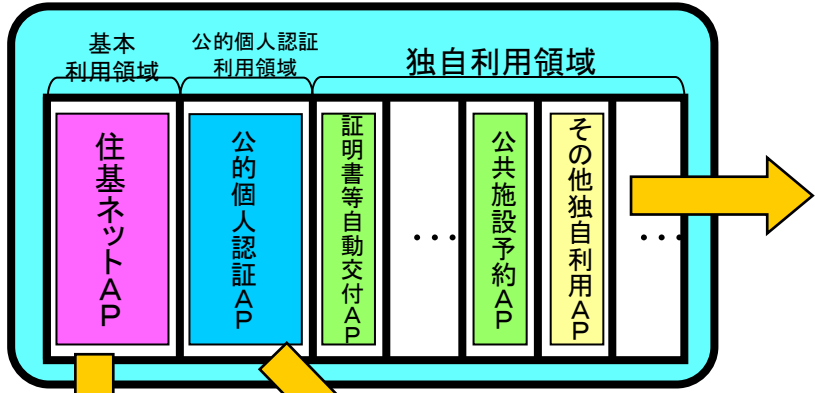 基本
利用領域
公的個人認証
利用領域
独自利用領域
住基ネットAP
公的個人認証AP
証明書等自動交付AP
・・・
公共施設予約AP
その他独自利用AP
・・・